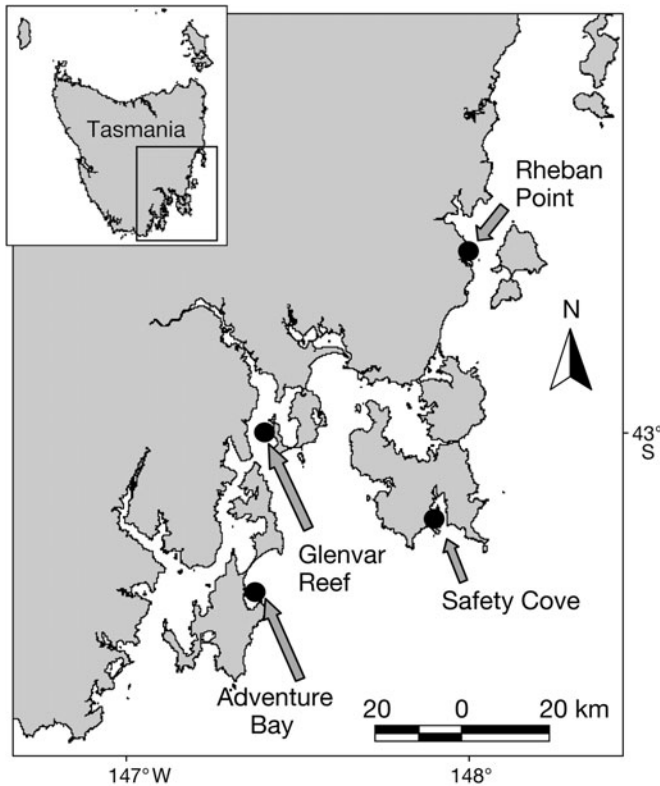 Tasmania
Rheban
Point
N
43°
S
Glenvar
Reef
Safety Cove
Adventure
Bay
20 0 20 km
147°W 148°